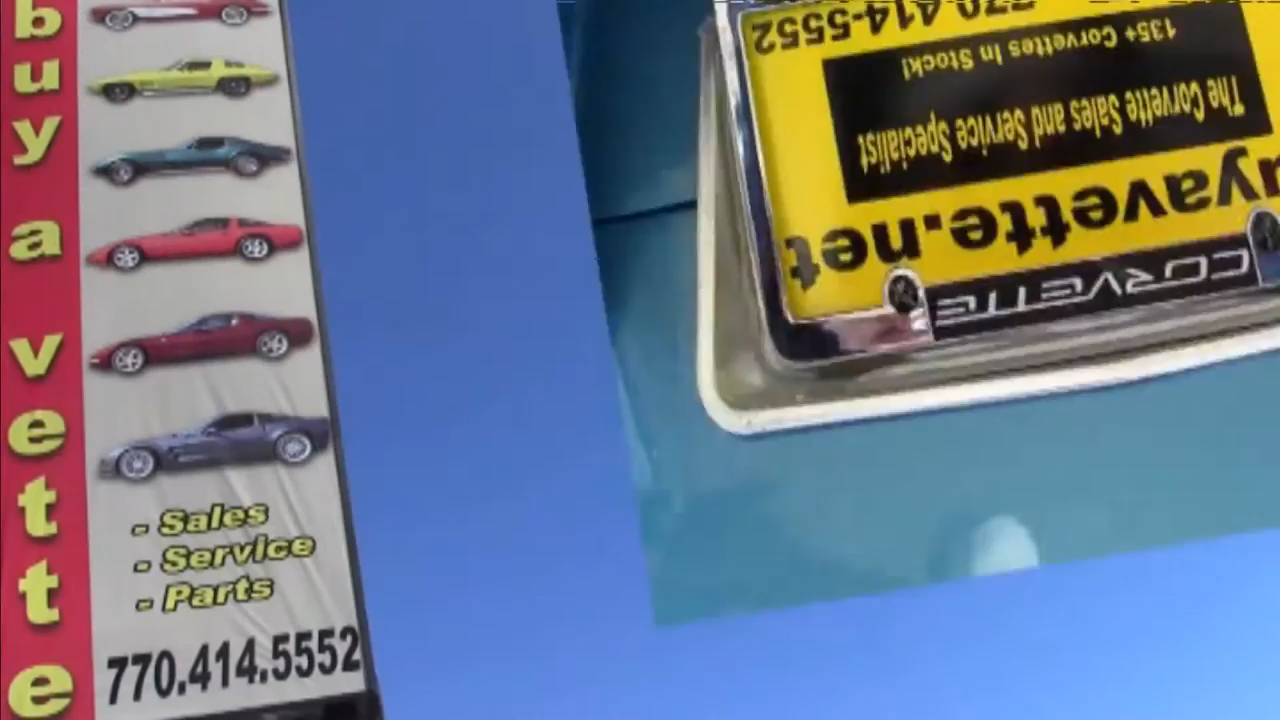 buy a vette
- Sales
- Service
- Parts
770.414.5552
770 414-5552
135+ Corvettes In Stock!
The Corvette Sales and Service Specialist
uyavette.net
CORVETTE